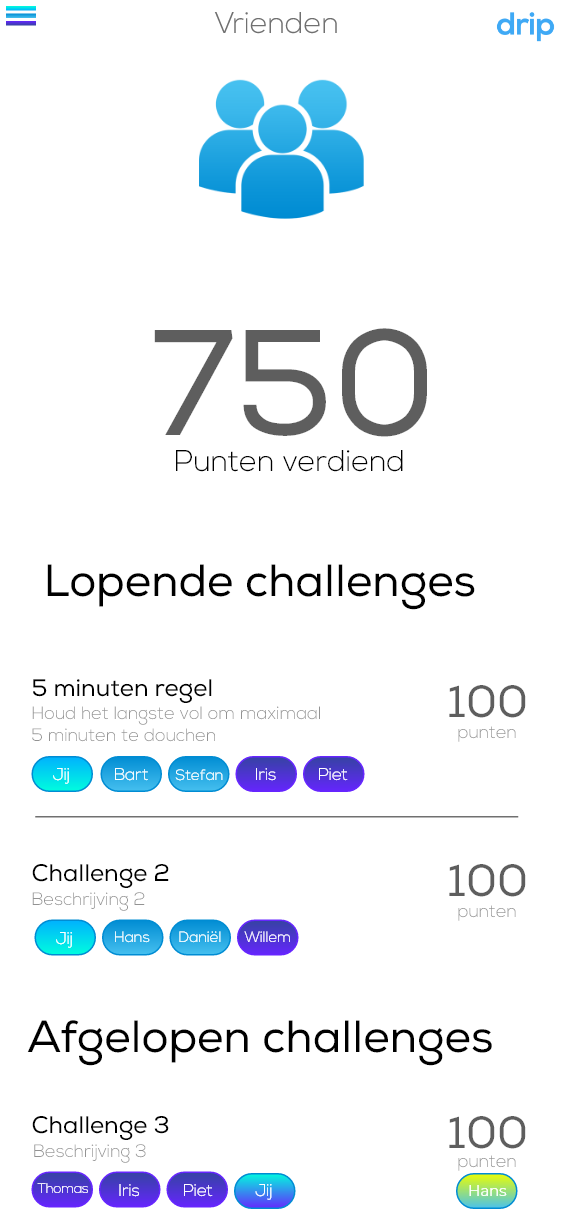 Vrienden
drip
750
Punten verdiend
Lopende challenges
5 minuten regel
Houd het langste vol om maximaal
5 minuten te douchen
100
punten
Jij Bart Stefan Iris Piet
Challenge 2
Beschrijving 2
100
punten
Jij Hans Daniël Willem
Afgelopen challenges
Challenge 3
Beschrijving 3
100
punten
Thomas Iris Piet Jij Hans